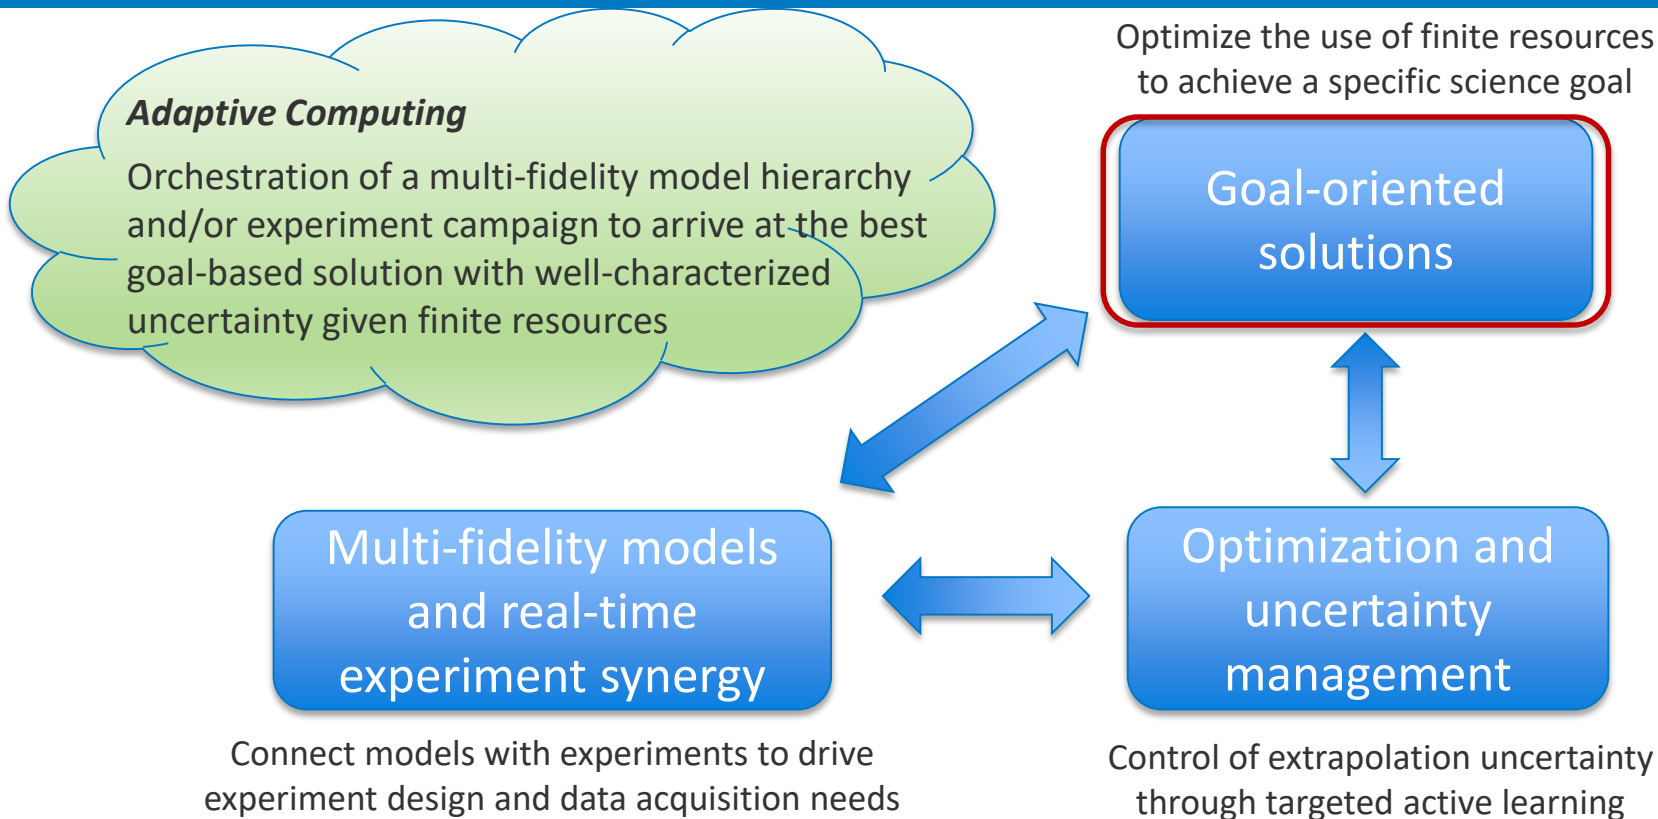 Adaptive Computing
Orchestration of a multi-fidelity model hierarchy
and/or experiment campaign to arrive at the best
goal-based solution with well-characterized
uncertainty given finite resources
Optimize the use of finite resources
to achieve a specific science goal
Goal-oriented
solutions
Multi-fidelity models
and real-time
experiment synergy
Connect models with experiments to drive
experiment design and data acquisition needs
Optimization and
uncertainty
management
Control of extrapolation uncertainty
through targeted active learning